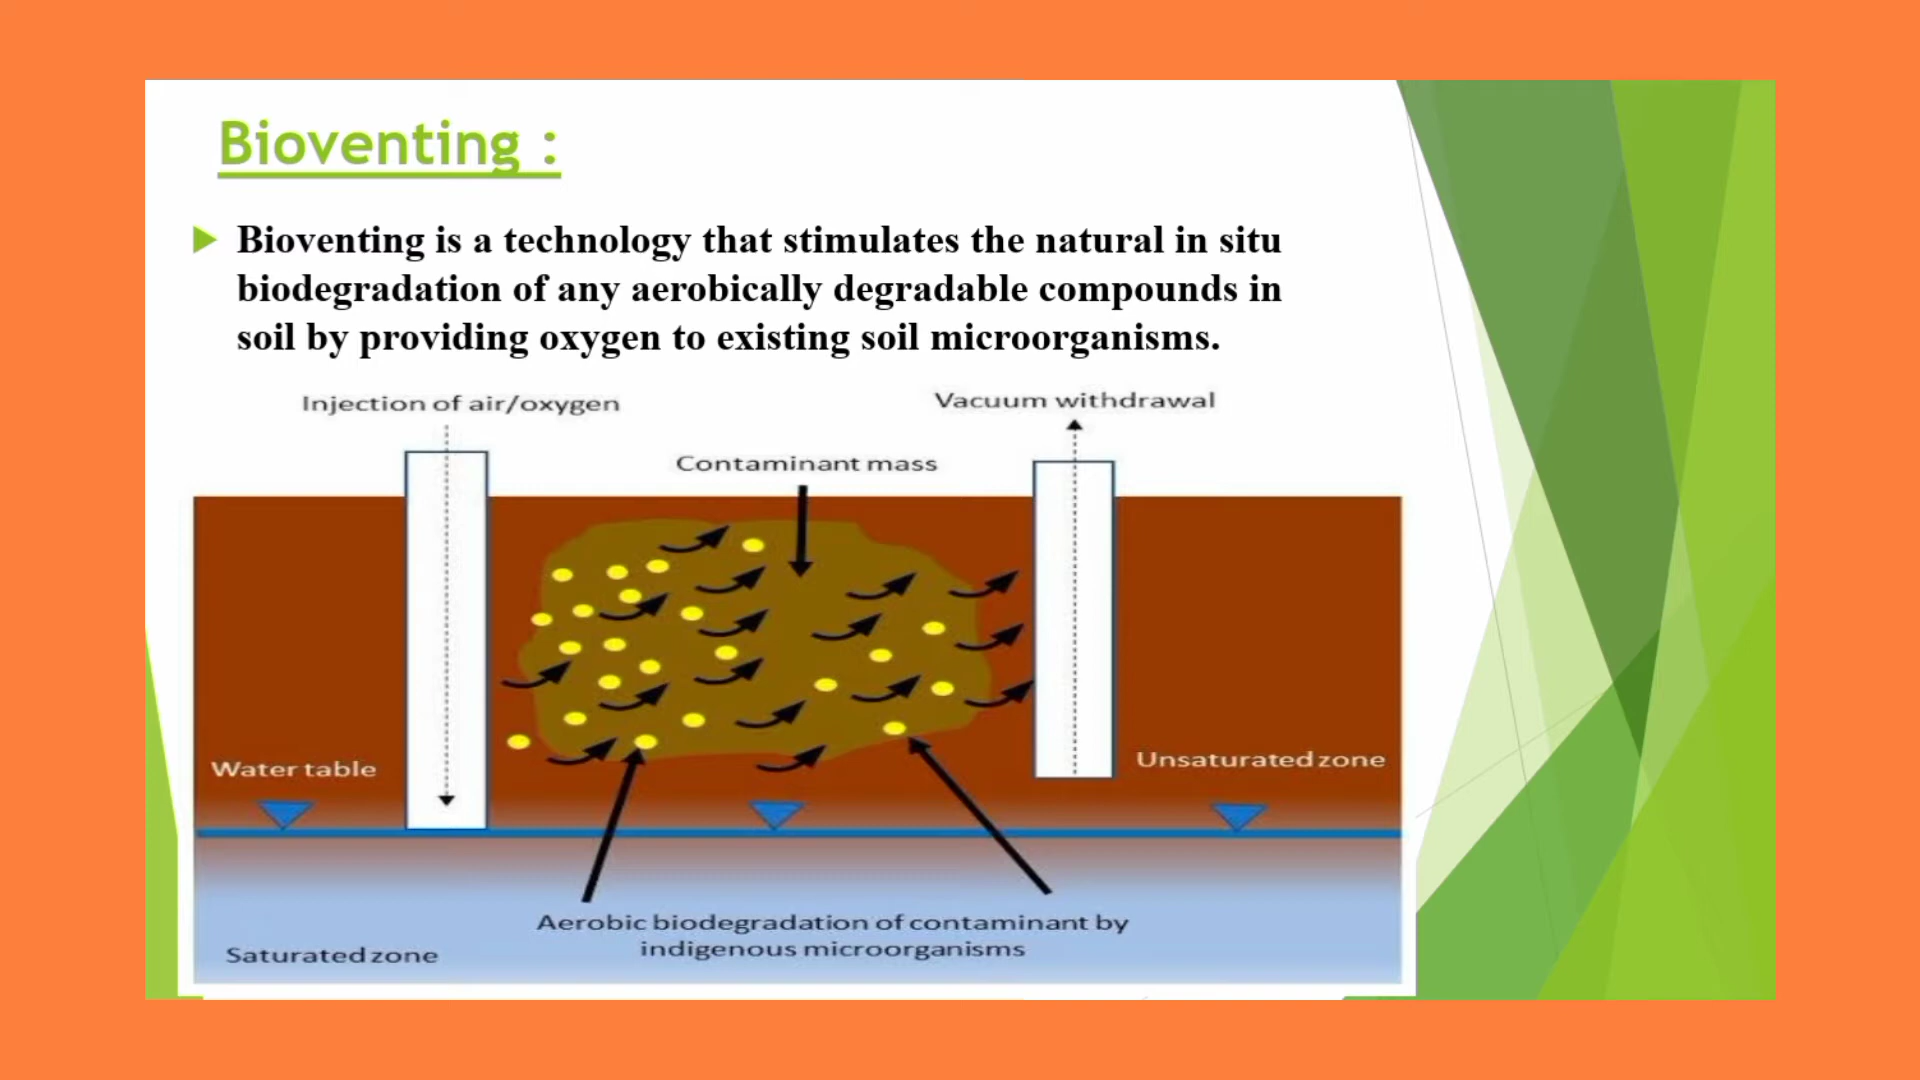 Bioventing :
Bioventing is a technology that stimulates the natural in situ
biodegradation of any aerobically degradable compounds in
soil by providing oxygen to existing soil microorganisms.
Injection of air/oxygen
Vacuum withdrawal
Contaminant mass
Water table
Unsaturated zone
Aerobic biodegradation of contaminant by
indigenous microorganisms
Saturated zone